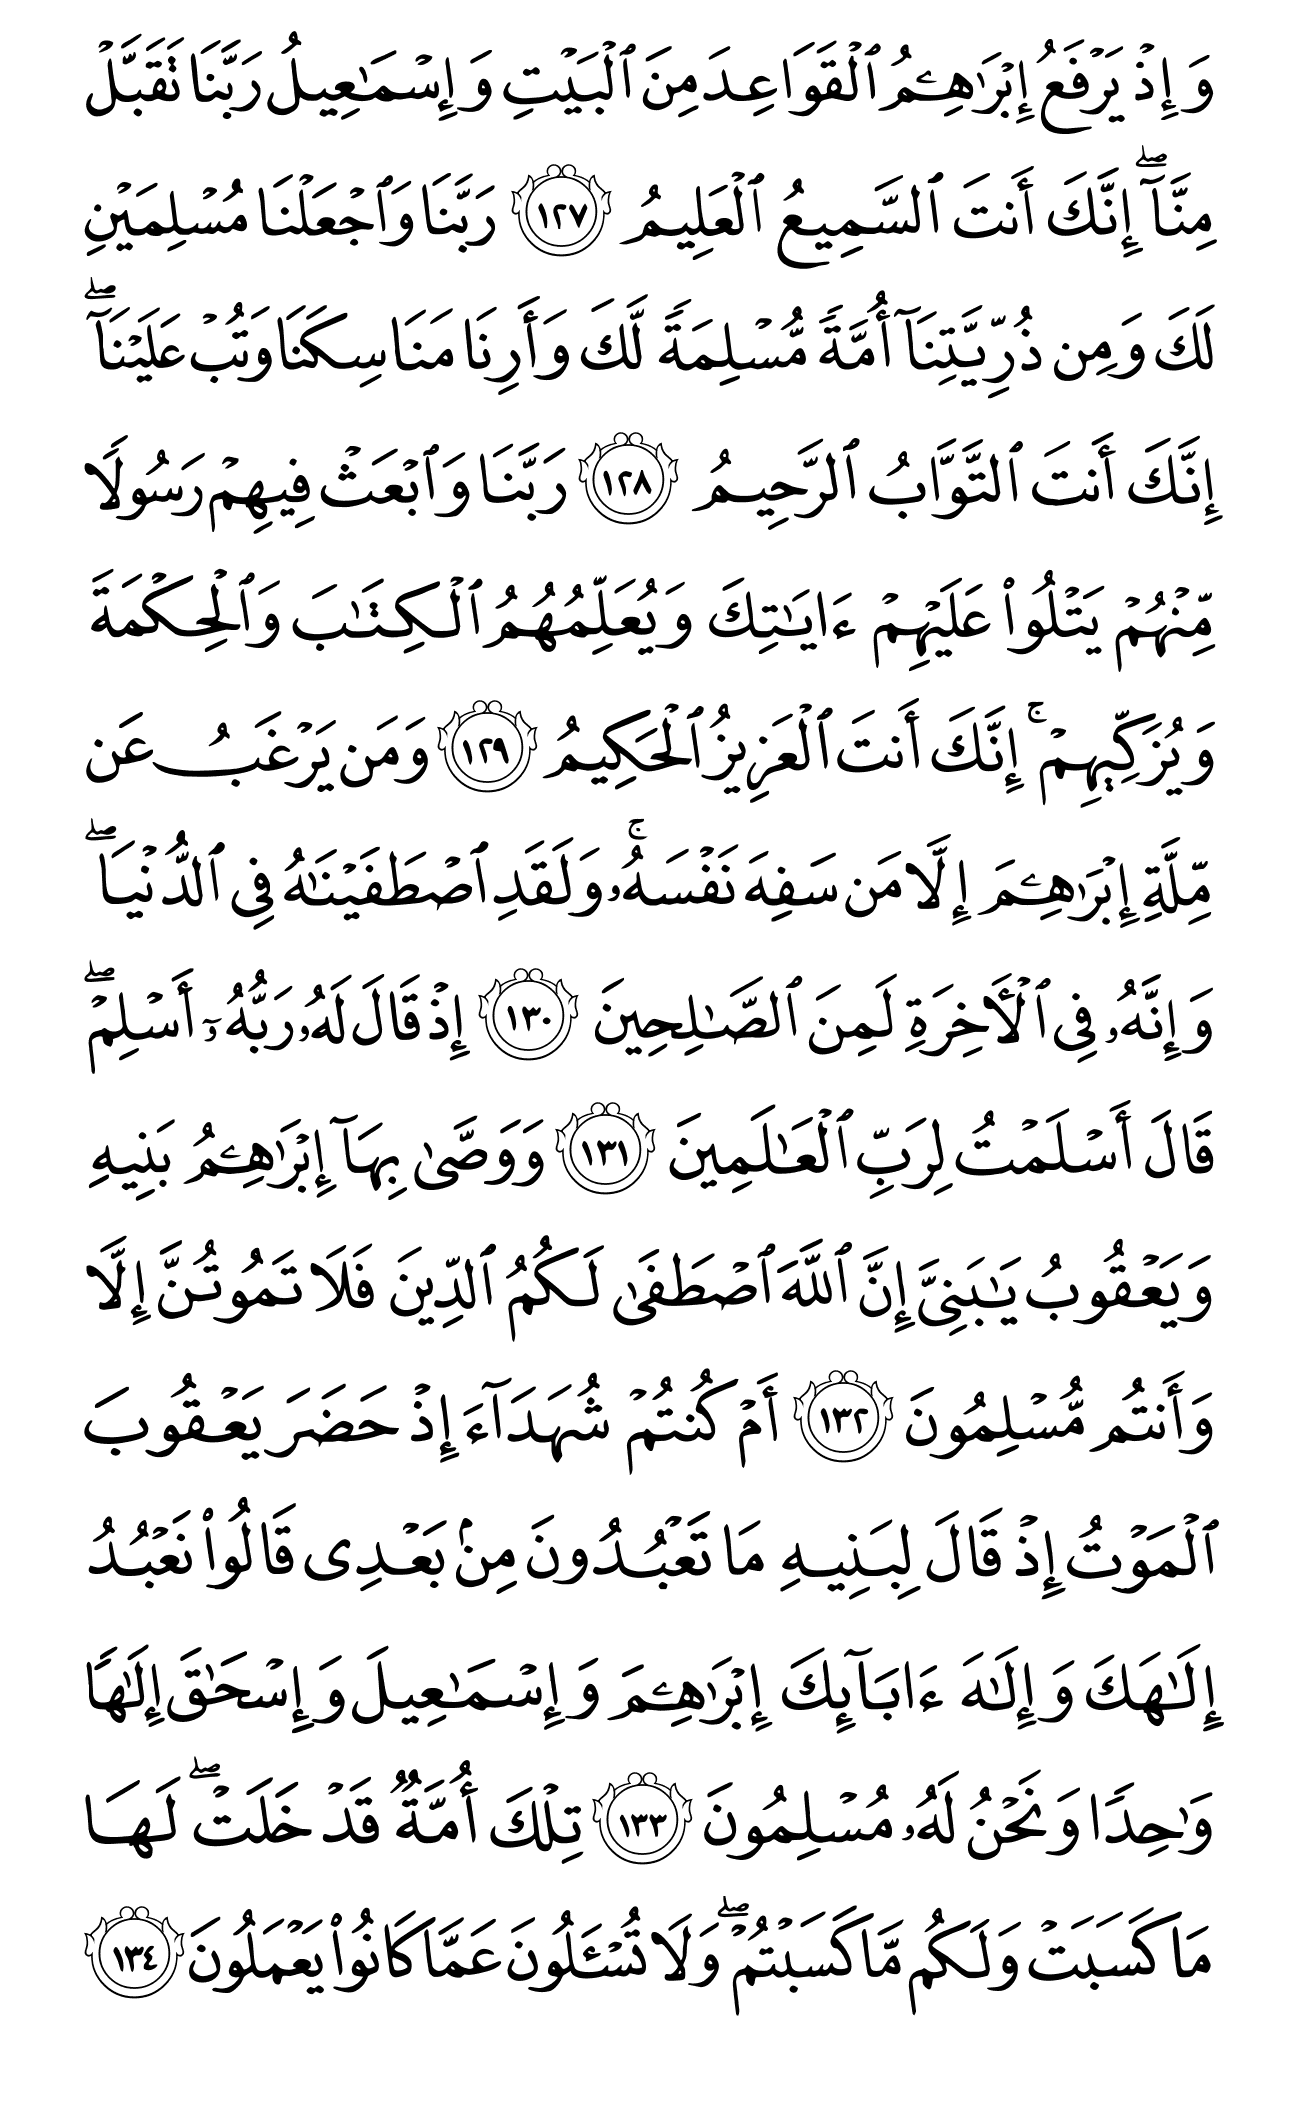 وَإِذۡ يَرۡفَعُ إِبۡرَٰهِـۧمُ ٱلۡقَوَاعِدَ مِنَ ٱلۡبَيۡتِ وَإِسۡمَٰعِيلُ رَبَّنَا تَقَبَّلۡ
مِنَّآۖ إِنَّكَ أَنتَ ٱلسَّمِيعُ ٱلۡعَلِيمُ ١٢٧ رَبَّنَا وَٱجۡعَلۡنَا مُسۡلِمَيۡنِ
لَكَ وَمِن ذُرِّيَّتِنَآ أُمَّةٗ مُّسۡلِمَةٗ لَّكَ وَأَرِنَا مَنَاسِكَنَا وَتُبۡ عَلَيۡنَآۖ
إِنَّكَ أَنتَ ٱلتَّوَّابُ ٱلرَّحِيمُ ١٢٨ رَبَّنَا وَٱبۡعَثۡ فِيهِمۡ رَسُولٗا
مِّنۡهُمۡ يَتۡلُواْ عَلَيۡهِمۡ ءَايَٰتِكَ وَيُعَلِّمُهُمُ ٱلۡكِتَٰبَ وَٱلۡحِكۡمَةَ
وَيُزَكِّيهِمۡۚ إِنَّكَ أَنتَ ٱلۡعَزِيزُ ٱلۡحَكِيمُ ١٢٩ وَمَن يَرۡغَبُ عَن
مِّلَّةِ إِبۡرَٰهِـۧمَ إِلَّا مَن سَفِهَ نَفۡسَهُۥۚ وَلَقَدِ ٱصۡطَفَيۡنَٰهُ فِي ٱلدُّنۡيَاۖ
وَإِنَّهُۥ فِي ٱلۡأٓخِرَةِ لَمِنَ ٱلصَّٰلِحِينَ ١٣٠ إِذۡ قَالَ لَهُۥ رَبُّهُۥٓ أَسۡلِمۡۖ
قَالَ أَسۡلَمۡتُ لِرَبِّ ٱلۡعَٰلَمِينَ ١٣١ وَوَصَّىٰ بِهَآ إِبۡرَٰهِـۧمُ بَنِيهِ
وَيَعۡقُوبُ يَٰبَنِيَّ إِنَّ ٱللَّهَ ٱصۡطَفَىٰ لَكُمُ ٱلدِّينَ فَلَا تَمُوتُنَّ إِلَّا
وَأَنتُم مُّسۡلِمُونَ ١٣٢ أَمۡ كُنتُمۡ شُهَدَآءَ إِذۡ حَضَرَ يَعۡقُوبَ
ٱلۡمَوۡتُ إِذۡ قَالَ لِبَنِيهِ مَا تَعۡبُدُونَ مِنۢ بَعۡدِي قَالُواْ نَعۡبُدُ
إِلَٰهَكَ وَإِلَٰهَ ءَابَآئِكَ إِبۡرَٰهِـۧمَ وَإِسۡمَٰعِيلَ وَإِسۡحَٰقَ إِلَٰهٗا
وَٰحِدٗا وَنَحۡنُ لَهُۥ مُسۡلِمُونَ ١٣٣ تِلۡكَ أُمَّةٞ قَدۡ خَلَتۡۖ لَهَا
مَا كَسَبَتۡ وَلَكُم مَّا كَسَبۡتُمۡۖ وَلَا تُسۡـَٔلُونَ عَمَّا كَانُواْ يَعۡمَلُونَ ١٣٤